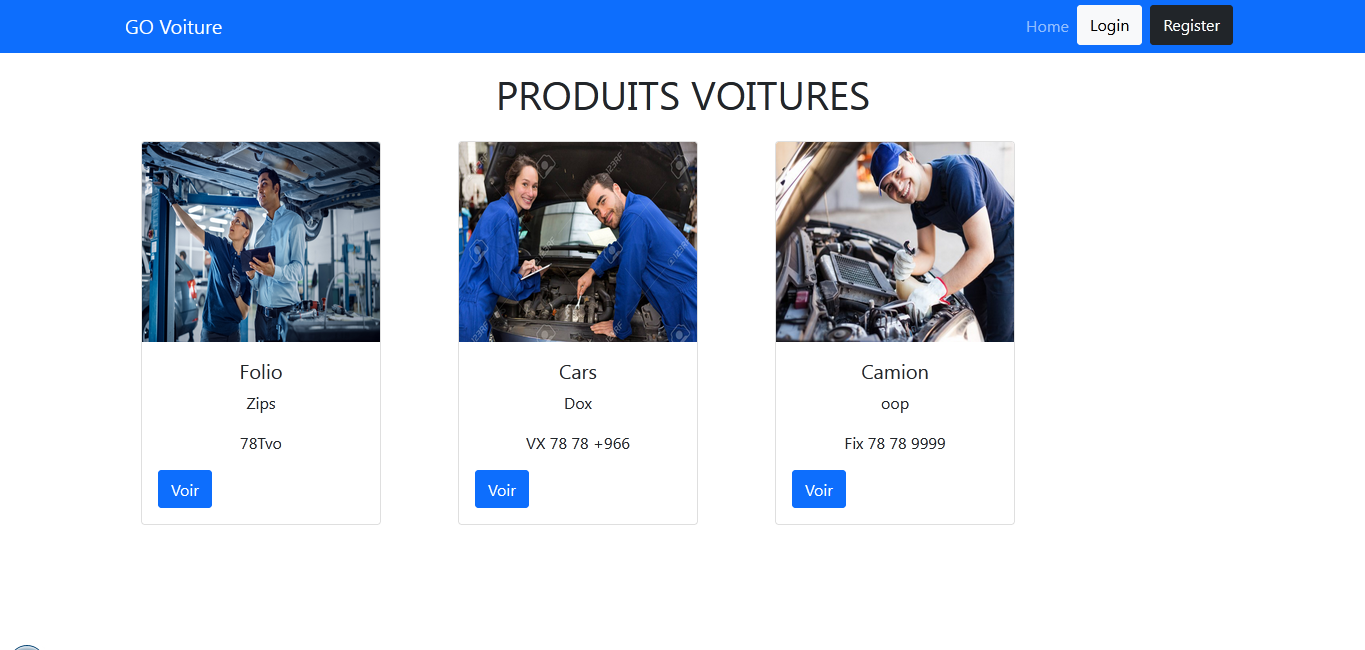 GO Voiture
Home
Login
Register
PRODUITS VOITURES
Folio
Zips
78Tvo
Voir
Cars
Dox
VX 78 78 +966
Voir
Camion
oop
Fix 78 78 9999
Voir
123RF